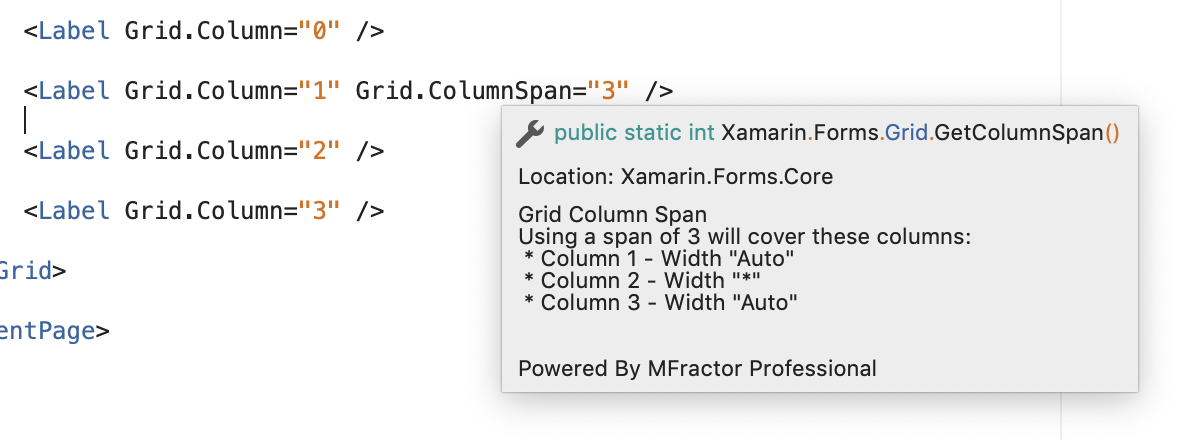 <Label Grid.Column="0" />
<Label Grid.Column="1" Grid.ColumnSpan="3" />
<Label Grid.Column="2" />
<Label Grid.Column="3" />
Grid>
entPage>
public static int Xamarin.Forms.Grid.GetColumnSpan()
Location: Xamarin.Forms.Core
Grid Column Span
Using a span of 3 will cover these columns:
* Column 1 - Width "Auto"
* Column 2 - Width "*"
* Column 3 - Width "Auto"
Powered By MFractor Professional